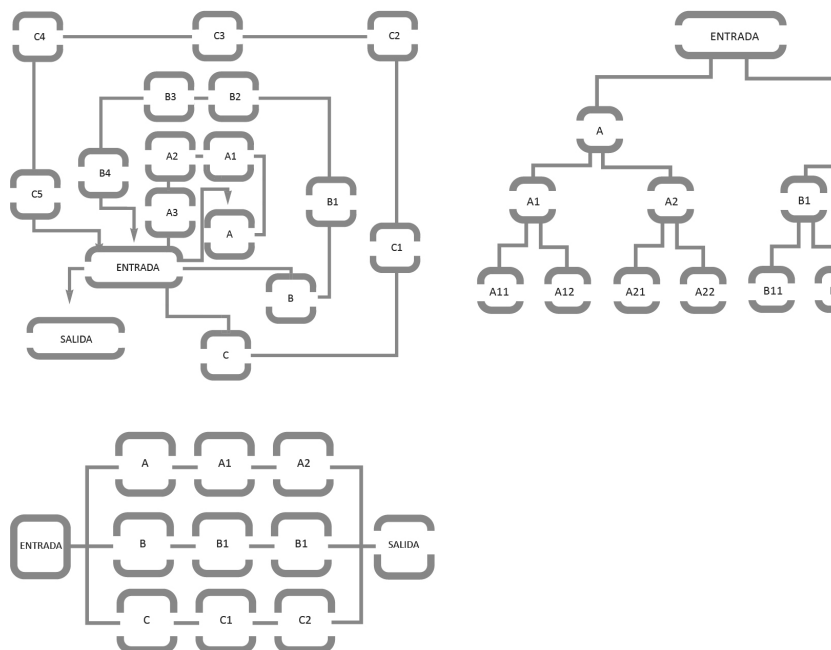 C4
C3
C2
B3
B2
A2
A1
B4
C5
A3
B1
A
C1
ENTRADA
B
SALIDA
C
ENTRADA
A
A1
A2
B1
A11
A12
A21
A22
B11
A
A1
A2
ENTRADA
B
B1
B1
SALIDA
C
C1
C2